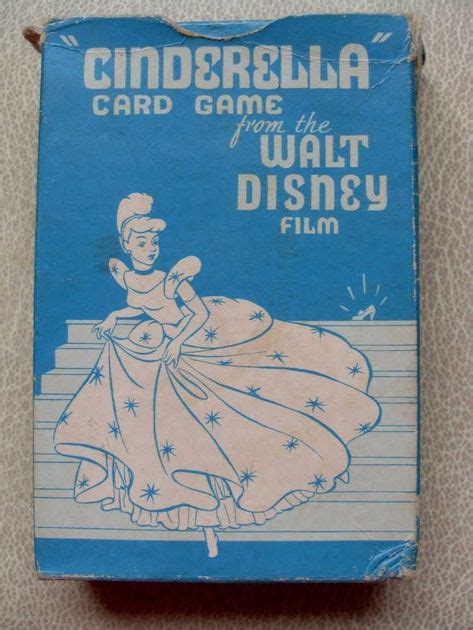 "CINDERELLA"
CARD GAME
from the
WALT
DISNEY
FILM